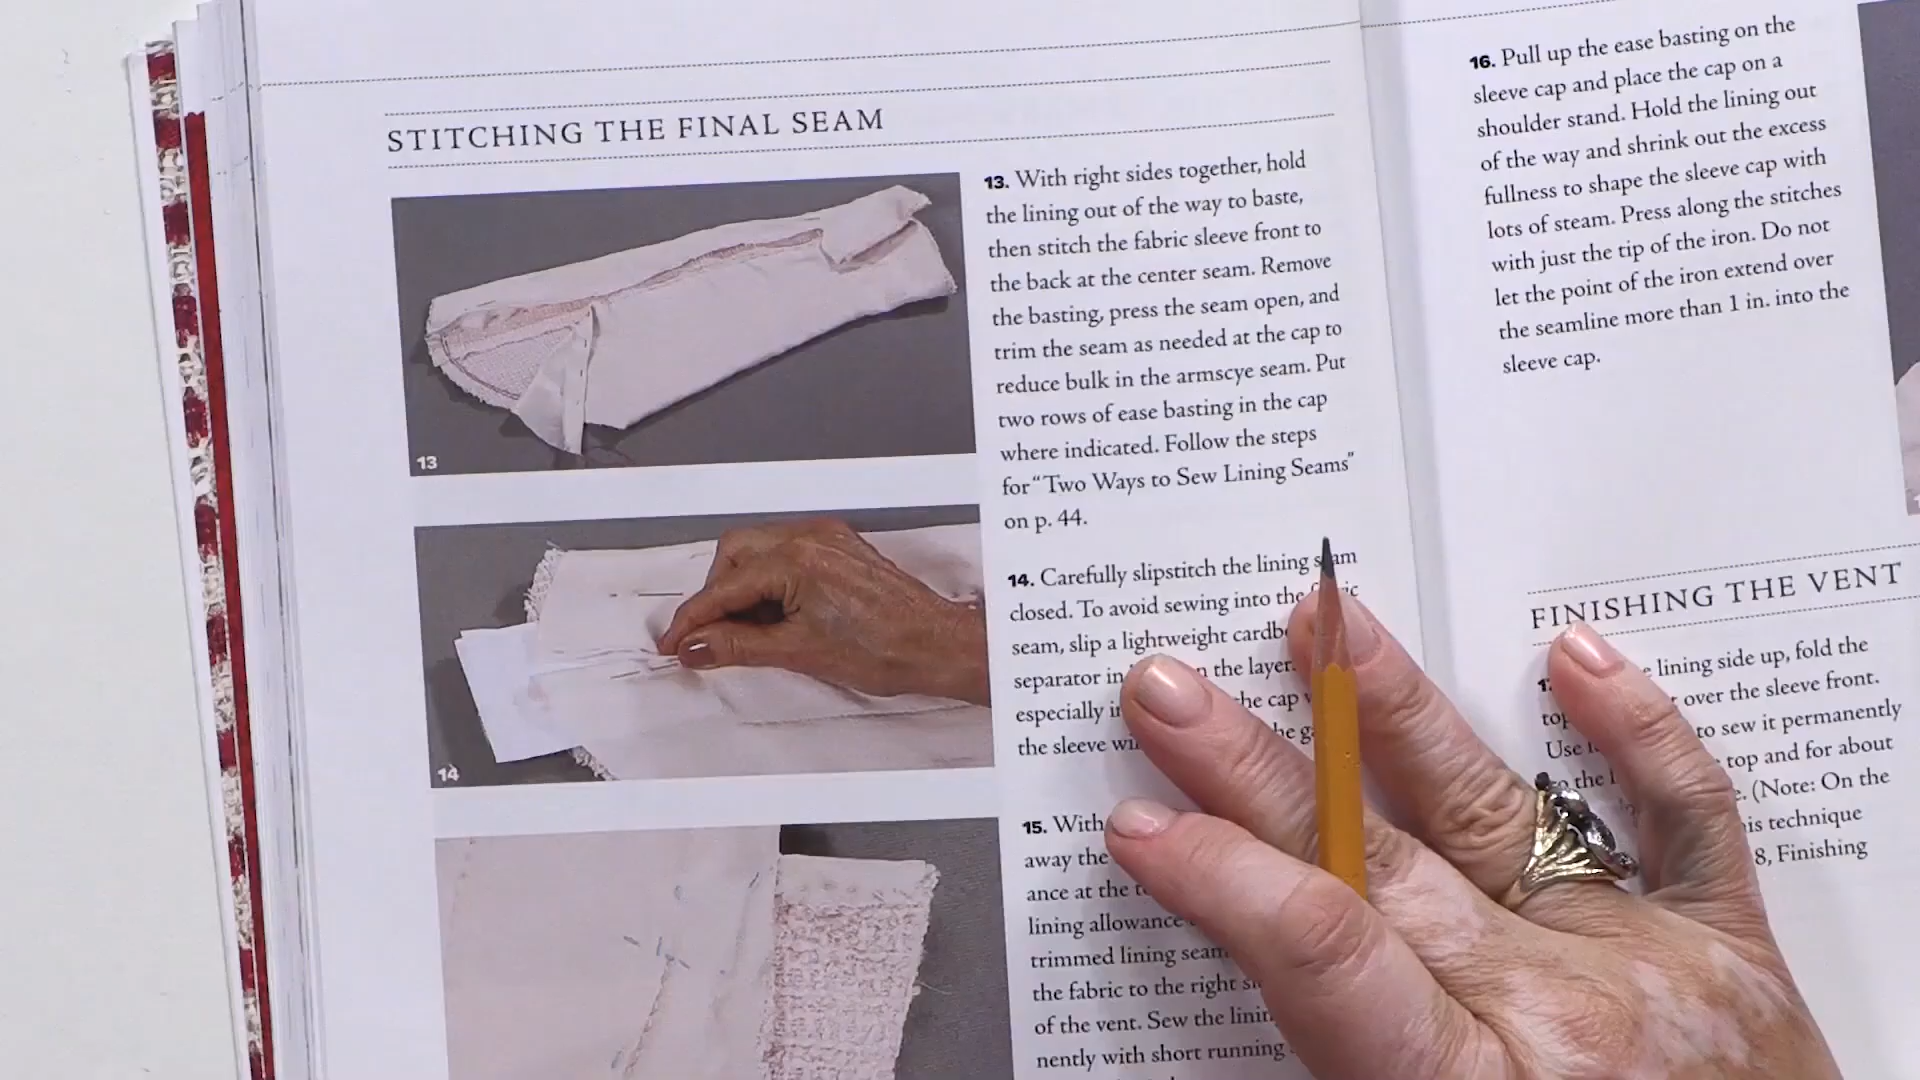 STITCHING THE FINAL SEAM
13
14
13. With right sides together, hold
the lining out of the way to baste,
then stitch the fabric sleeve front to
the back at the center seam. Remove
the basting, press the seam open, and
trim the seam as needed at the cap to
reduce bulk in the armscye seam. Put
two rows of ease basting in the cap
where indicated. Follow the steps
for “Two Ways to Sew Lining Seams”
on p. 44.
14. Carefully slipstitch the lining
closed. To avoid sewing into the
seam, slip a lightweight
separator the layer.
especially the cap
the sleeve
15. With
away the
ance at the
lining allowance
trimmed lining
the fabric to the right
of the vent. Sew the
nently with short running
16. Pull up the ease basting on the
sleeve cap and place the cap on a
shoulder stand. Hold the lining out
of the way and shrink out the excess
fullness to shape the sleeve cap with
lots of steam. Press along the stitches
with just the tip of the iron. Do not
let the point of the iron extend over
the seamline more than 1 in. into the
sleeve cap.
FINISHING THE VENT
lining side up, fold the
over the sleeve front.
to sew it permanently
Use top and for about
the (Note: On the
technique
8, Finishing